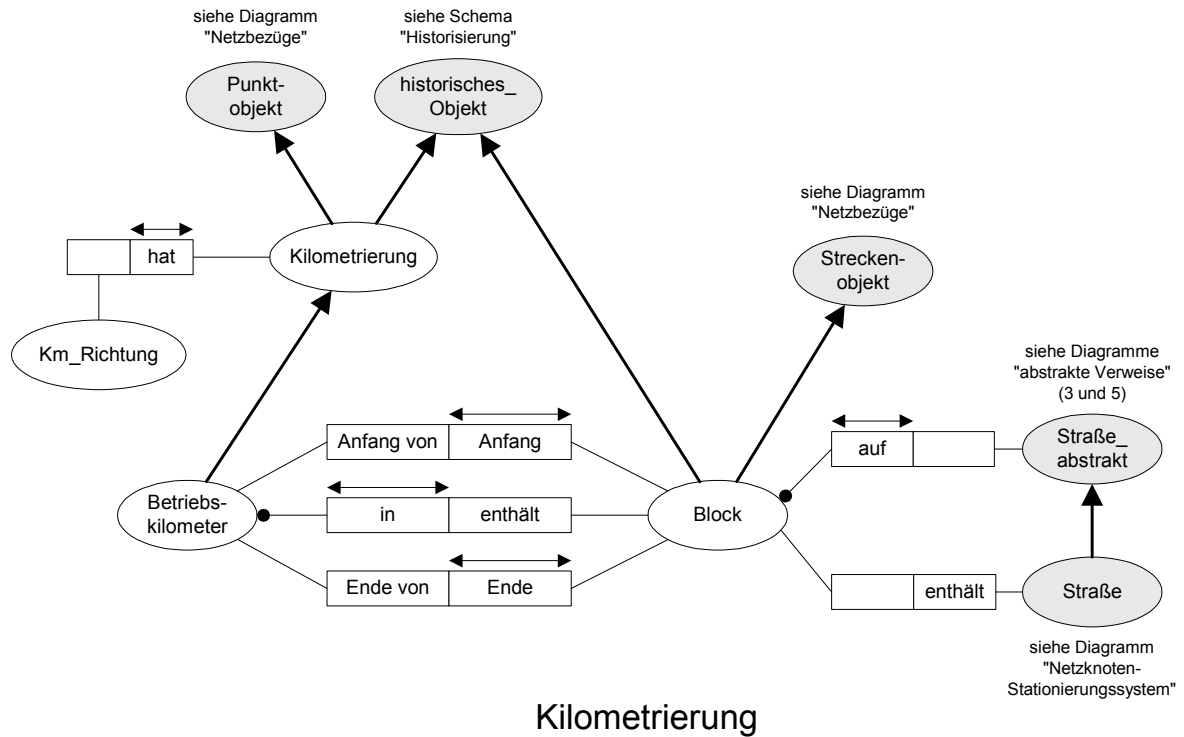 siehe Diagramm
"Netzbezüge"
siehe Schema
"Historisierung"
Punkt-
objekt
historisches_
Objekt
siehe Diagramm
"Netzbezüge"
hat
Kilometrierung
Strecken-
objekt
Km_Richtung
siehe Diagramme
"abstrakte Verweise"
(3 und 5)
Anfang von
Anfang
auf
Straße_
abstrakt
Betriebs-
kilometer
in
enthält
Block
Ende von
Ende
enthält
Straße
siehe Diagramm
"Netzknoten-
Stationierungssystem"
Kilometrierung